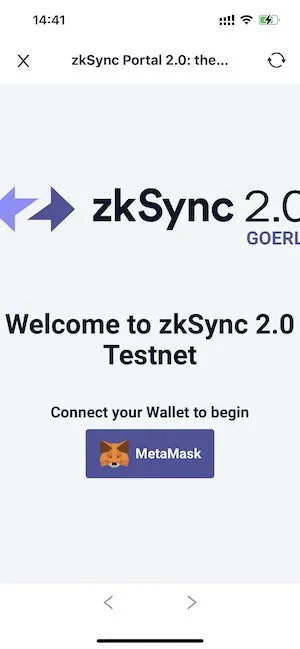 14:41
zkSync Portal 2.0: the...
zkSync 2.0
GOERL
Welcome to zkSync 2.0
Testnet
Connect your Wallet to begin
MetaMask